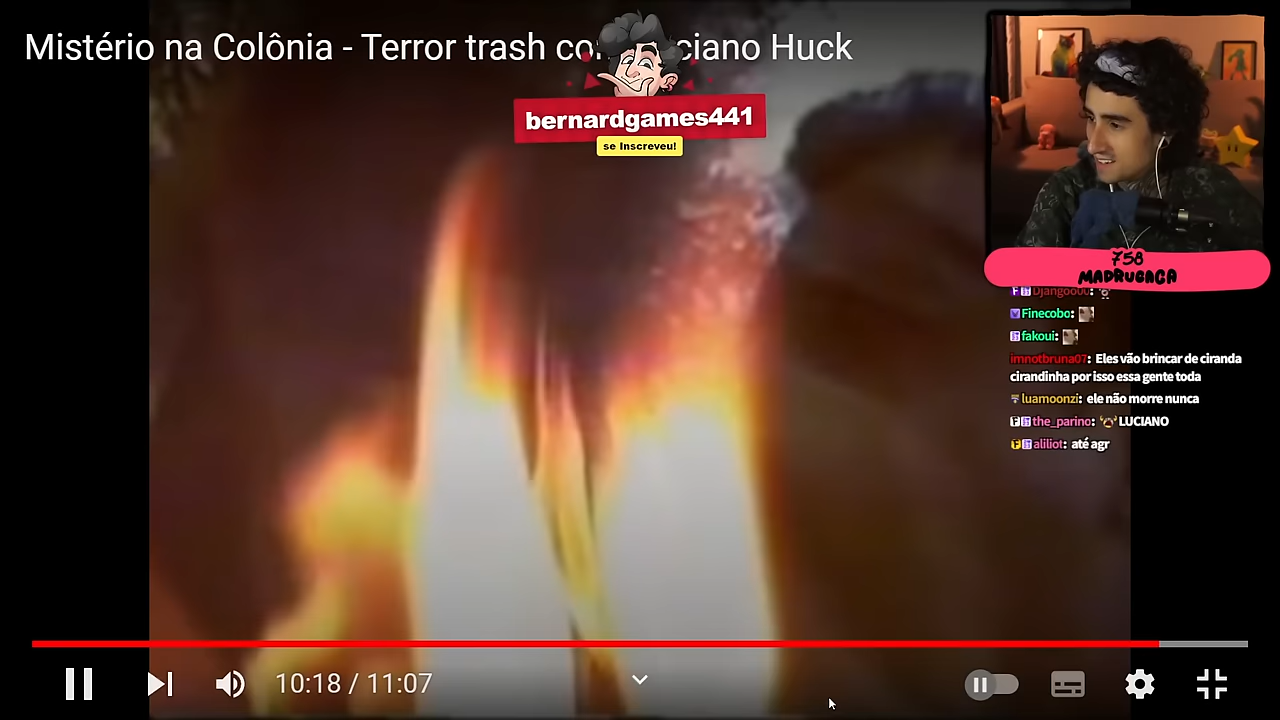 Mistério na Colônia - Terror trash co ciano Huck
bernardgames441
se Inscreveu!
758
MADRUGAGA
Djangoo00:
Finecobo:
fakoui:
imnotbruna07: Eles vão brincar de ciranda
cirandinha por isso essa gente toda
luamoonzi: ele não morre nunca
the_parino: LUCIANO
aliliot: até agr
10:18 / 11:07